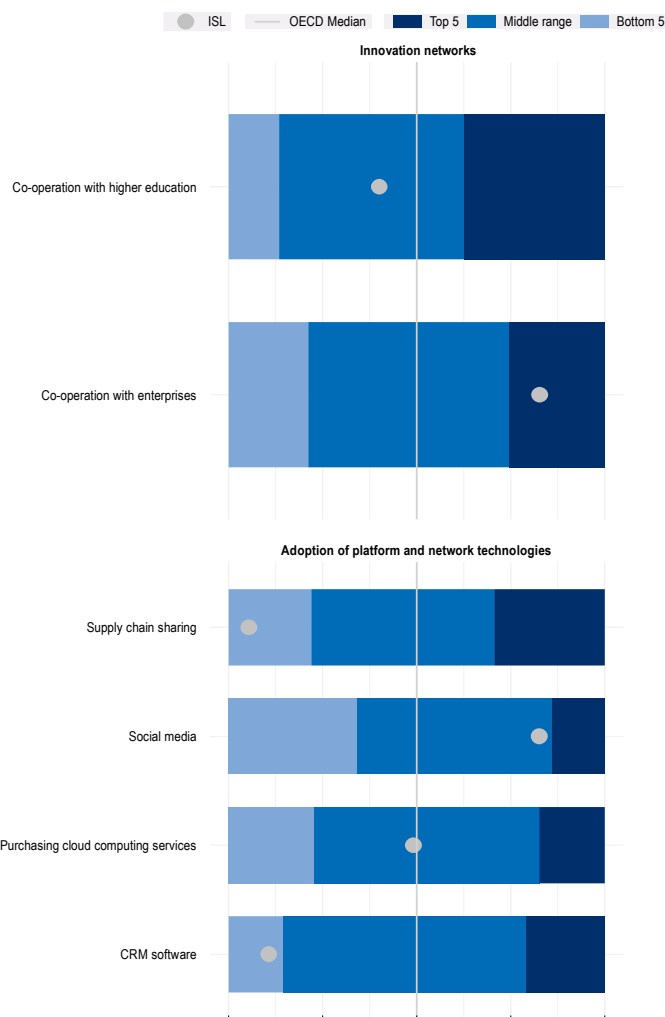 ISL OECD Median Top 5 Middle range Bottom 5
Innovation networks
Co-operation with higher education
Co-operation with enterprises
Adoption of platform and network technologies
Supply chain sharing
Social media
Purchasing cloud computing services
CRM software